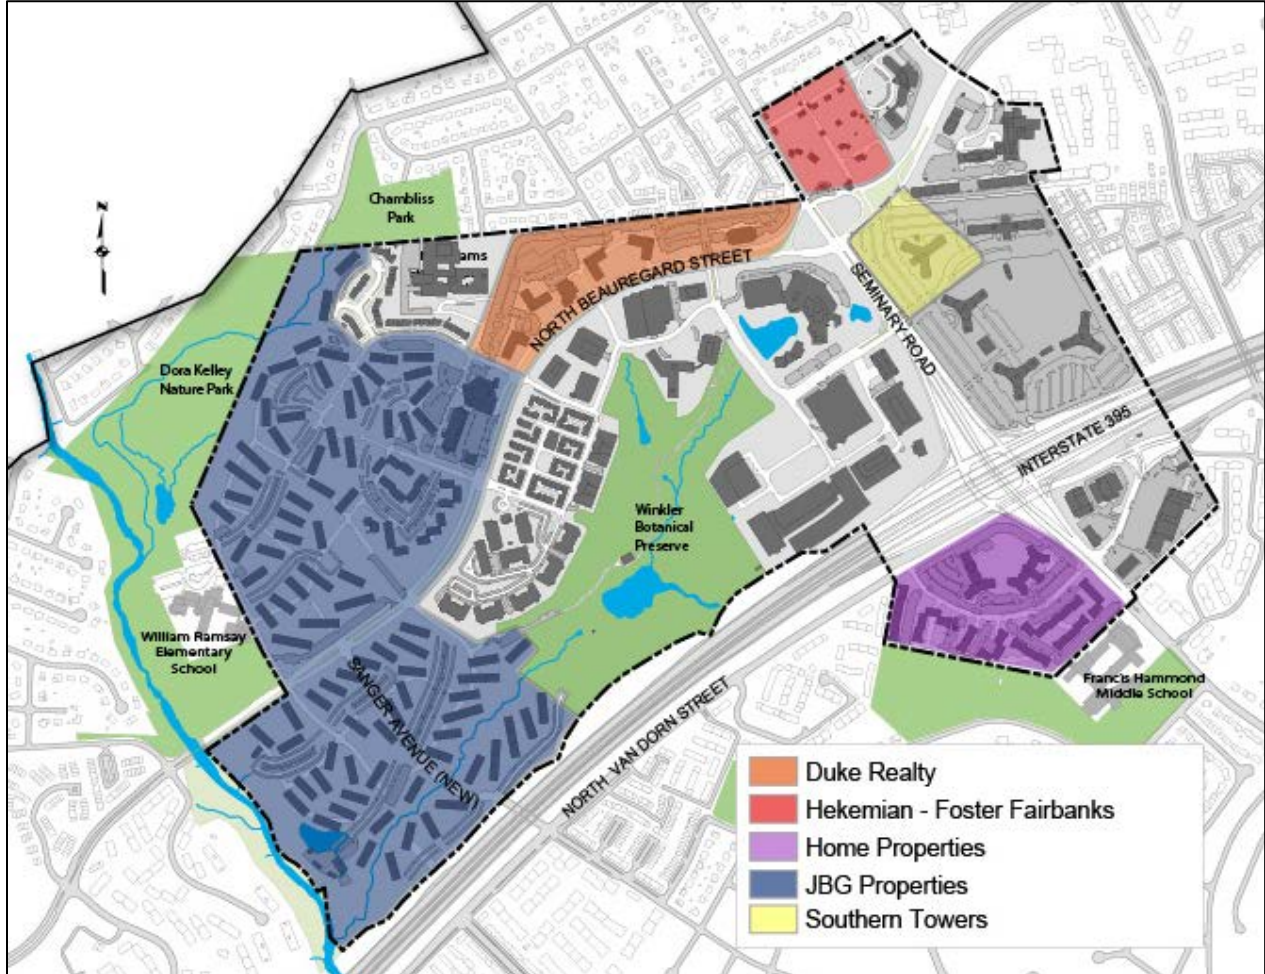 N
Chambliss
Park
ams
NORTH BEAUREGARD STREET
SEMINARY ROAD
Dora Kelley
Nature Park
INTERSTATE 395
Winkler
Botanical
Preserve
William Ramsay
Elementary
School
SANGER AVENUE (NEW)
NORTH VAN DORN STREET
Francis Hammond
Middle School
Duke Realty
Hekemian - Foster Fairbanks
Home Properties
JBG Properties
Southern Towers